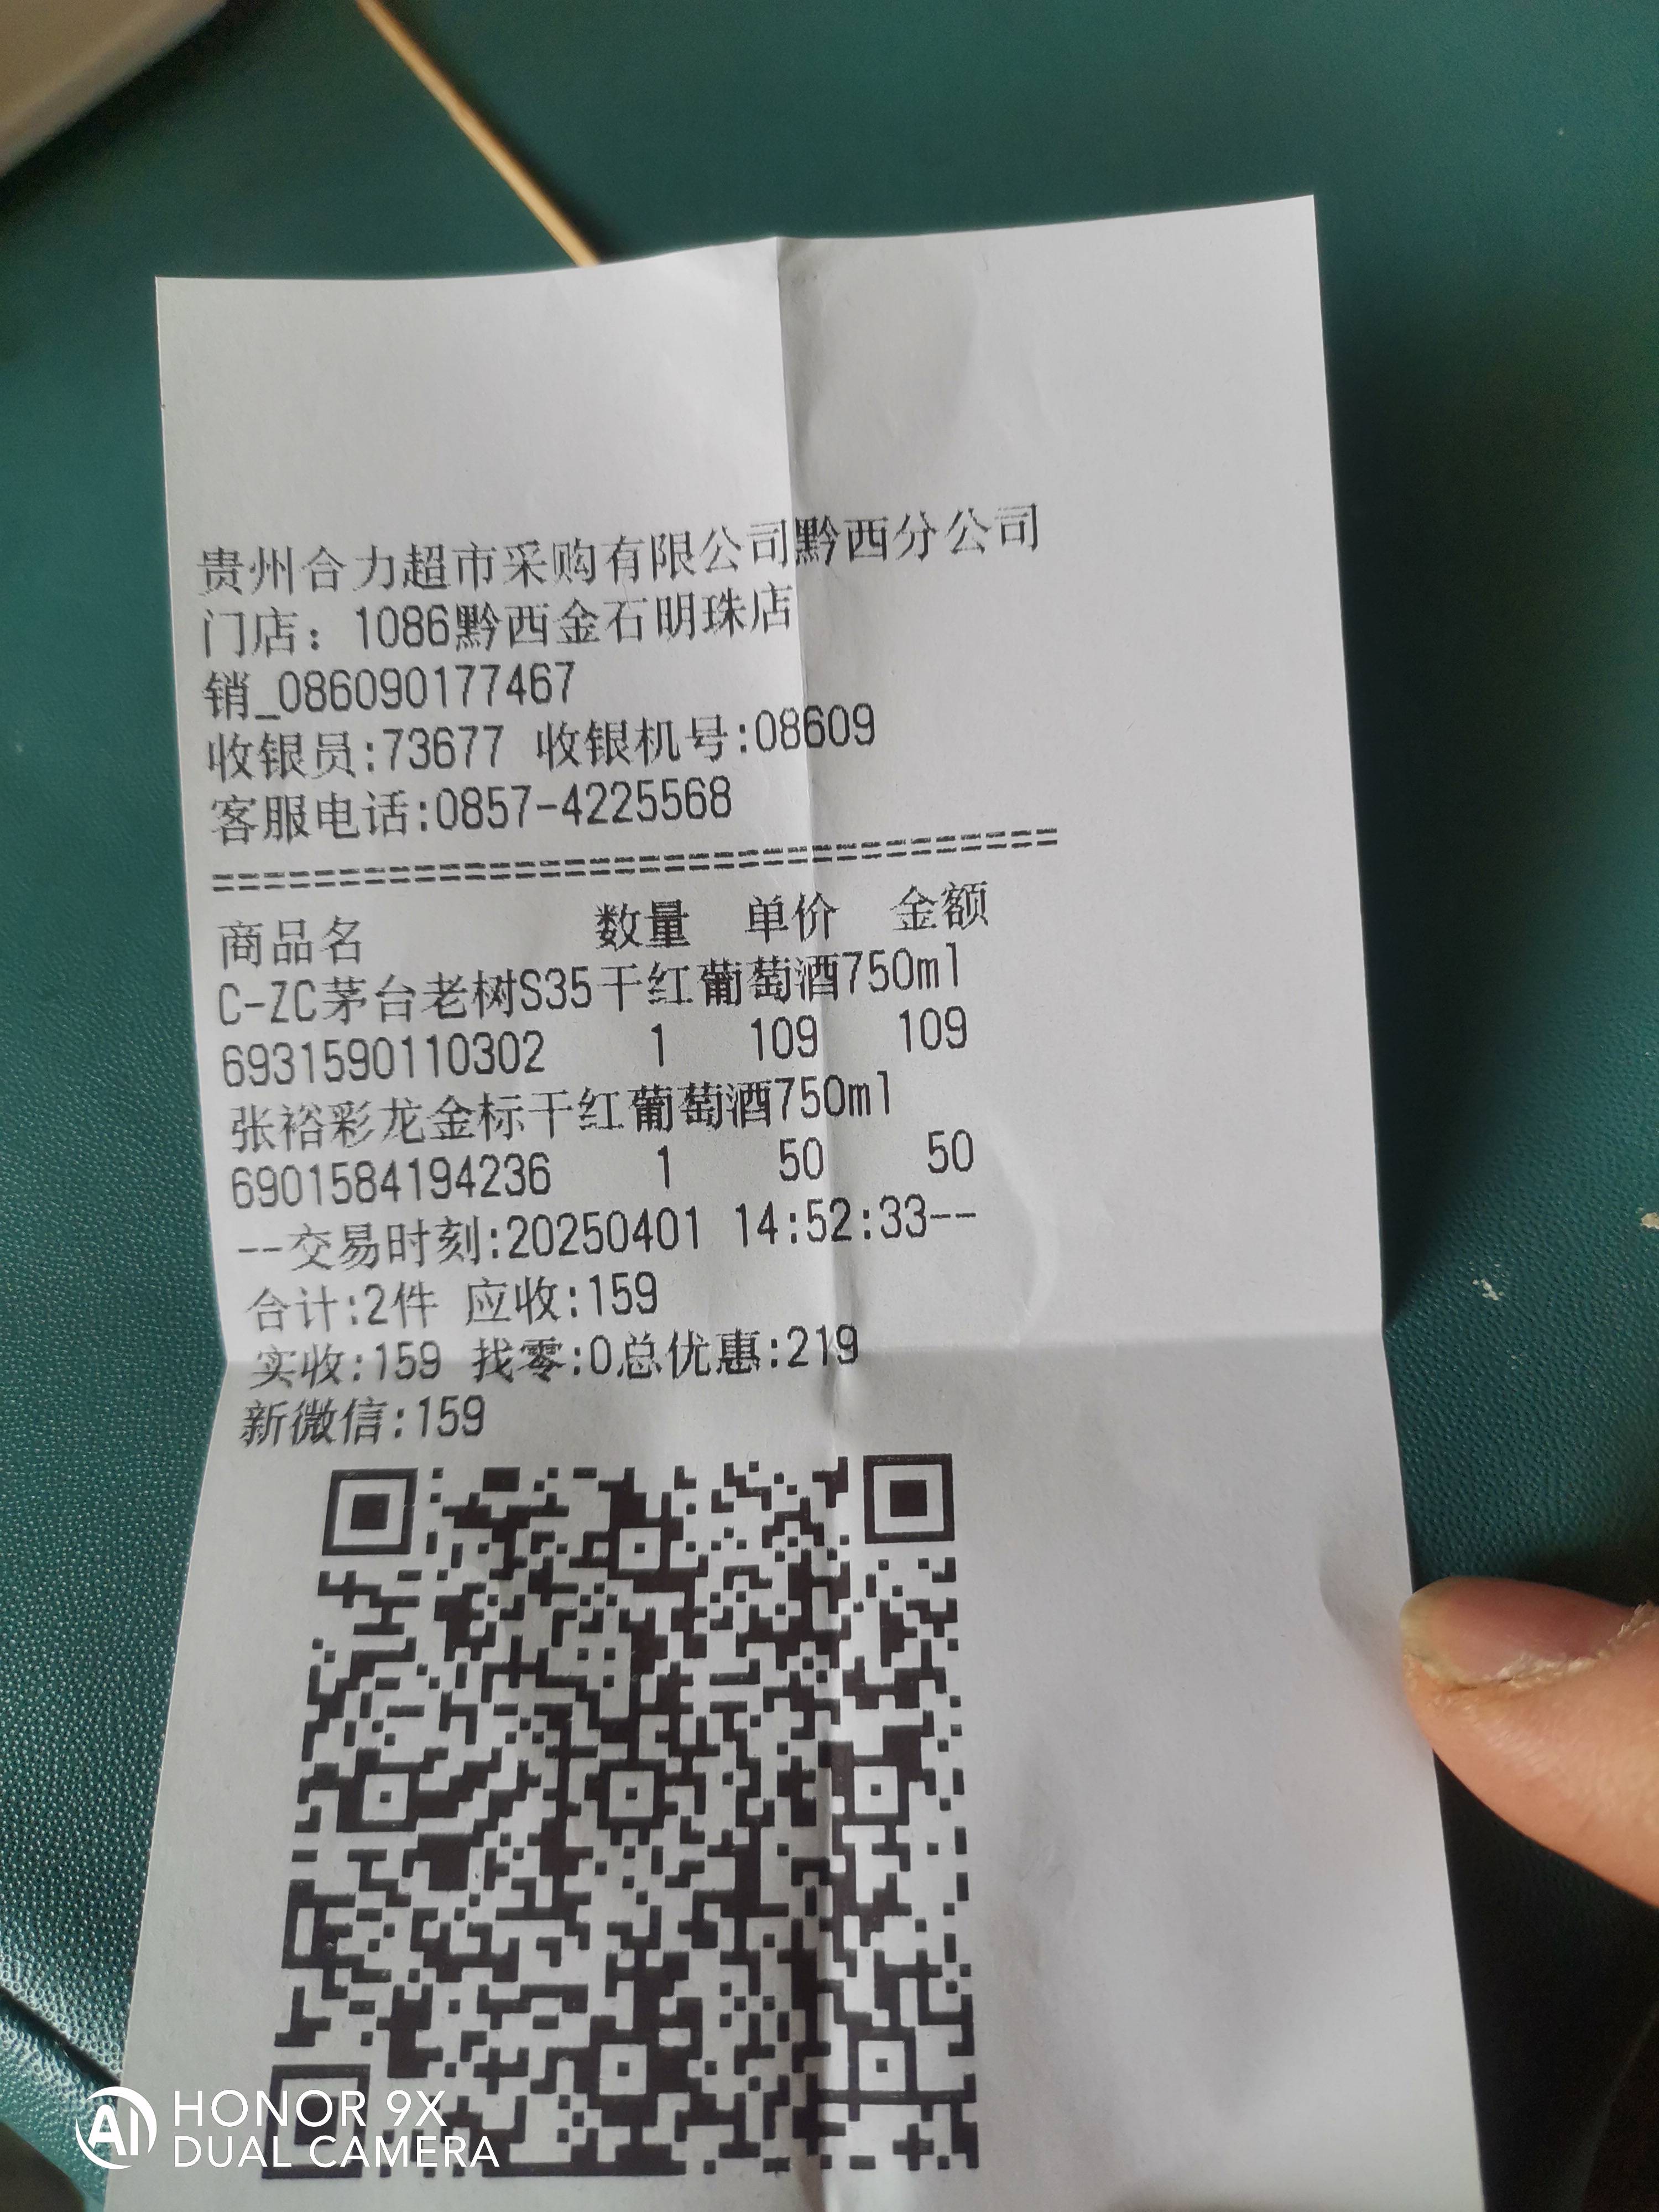 贵州合力超市采购有限公司黔西分公司
门店：1086黔西金石明珠店
销_086090177467
收银员:73677 收银机号:08609
客服电话:0857-4225568
====================================
商品名 数量 单价 金额
C-ZC茅台老树S35干红葡萄酒750ml
6931590110302 1 109 109
张裕彩龙金标干红葡萄酒750ml
6901584194236 1 50 50
--交易时刻:20250401 14:52:33--
合计:2件 应收:159
实收:159 找零:0总优惠:219
新微信:159
AI HONOR 9X
DUAL CAMERA